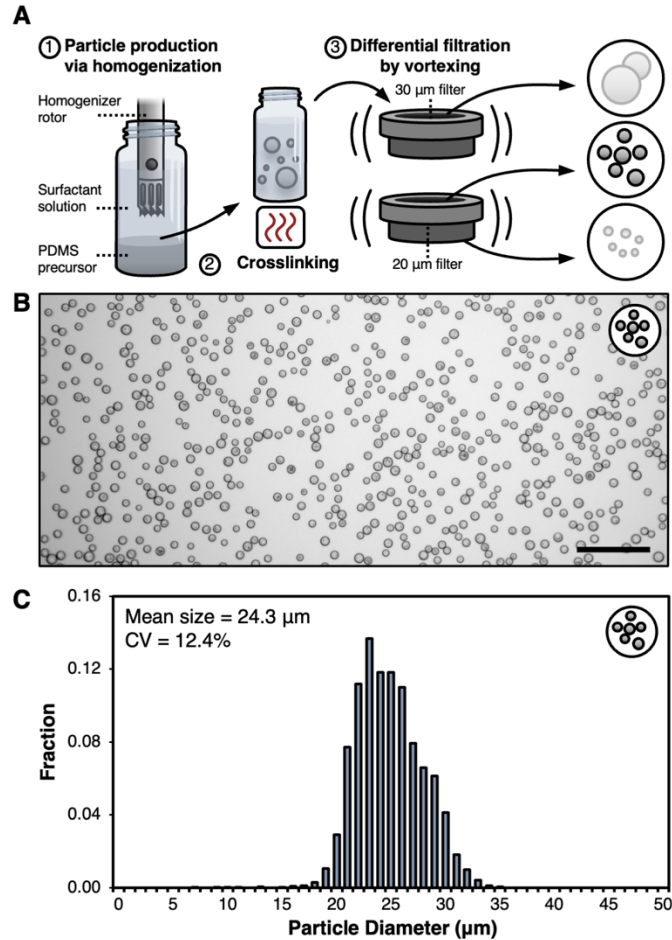 A
① Particle production
via homogenization
③ Differential filtration
by vortexing
Homogenizer
rotor
30 µm filter
Surfactant
solution
PDMS
precursor
②
Crosslinking
20 µm filter
B
C
Mean size = 24.3 µm
CV = 12.4%
0.16
0.12
0.08
0.04
0.00
Fraction
0 5 10 15 20 25 30 35 40 45 50
Particle Diameter (µm)